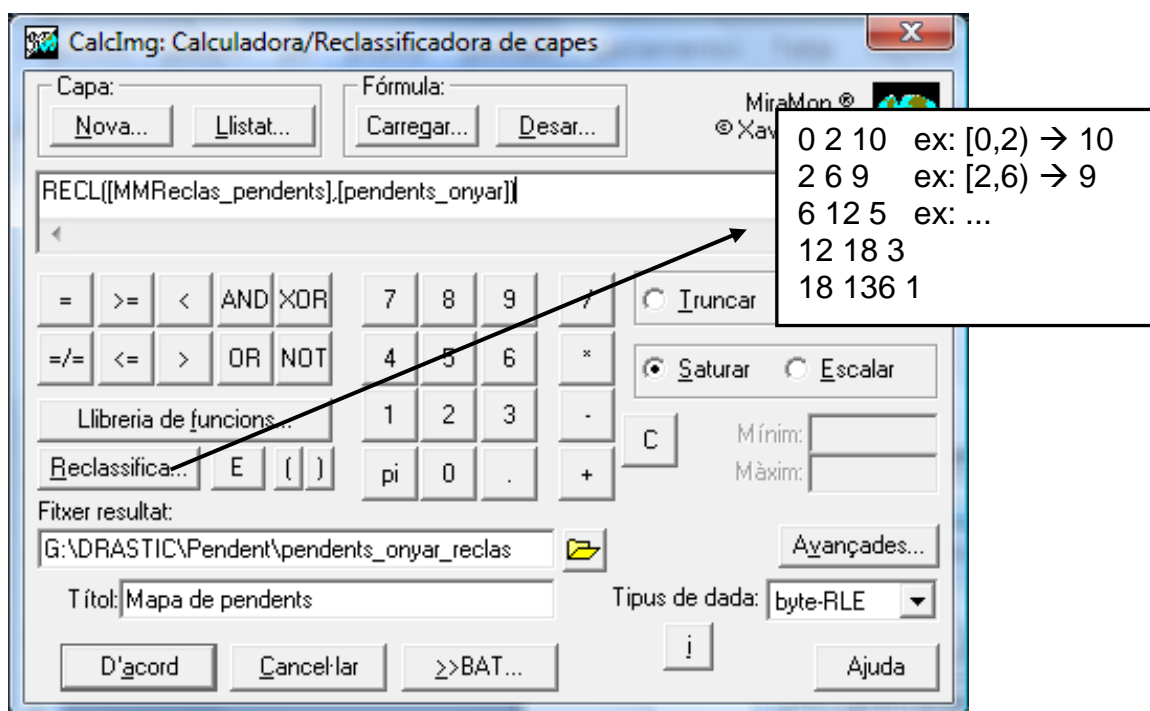 CalcImg: Calculadora/Reclassificadora de capes
X
Capa:
Nova... Llistat...
Fórmula:
Carregar... Desar...
MiraMon ®
© Xav
RECL([MMReclas_pendents],[pendents_onyar])
0 2 10 ex: [0,2) → 10
2 6 9 ex: [2,6) → 9
6 12 5 ex: ...
12 18 3
18 136 1
= >= < AND XOR 7 8 9 / Truncar
=/= <= > OR NOT 4 5 6 * Saturar Escalar
Llibreria de funcions... 1 2 3 - C Mínim:
Reclassifica... E ( ) pi 0 . + Màxim:
Fitxer resultat:
G:\DRASTIC\Pendent\pendents_onyar_reclas Avançades...
Títol: Mapa de pendents Tipus de dada: byte-RLE
i
D'acord Cancel·lar >>BAT... Ajuda